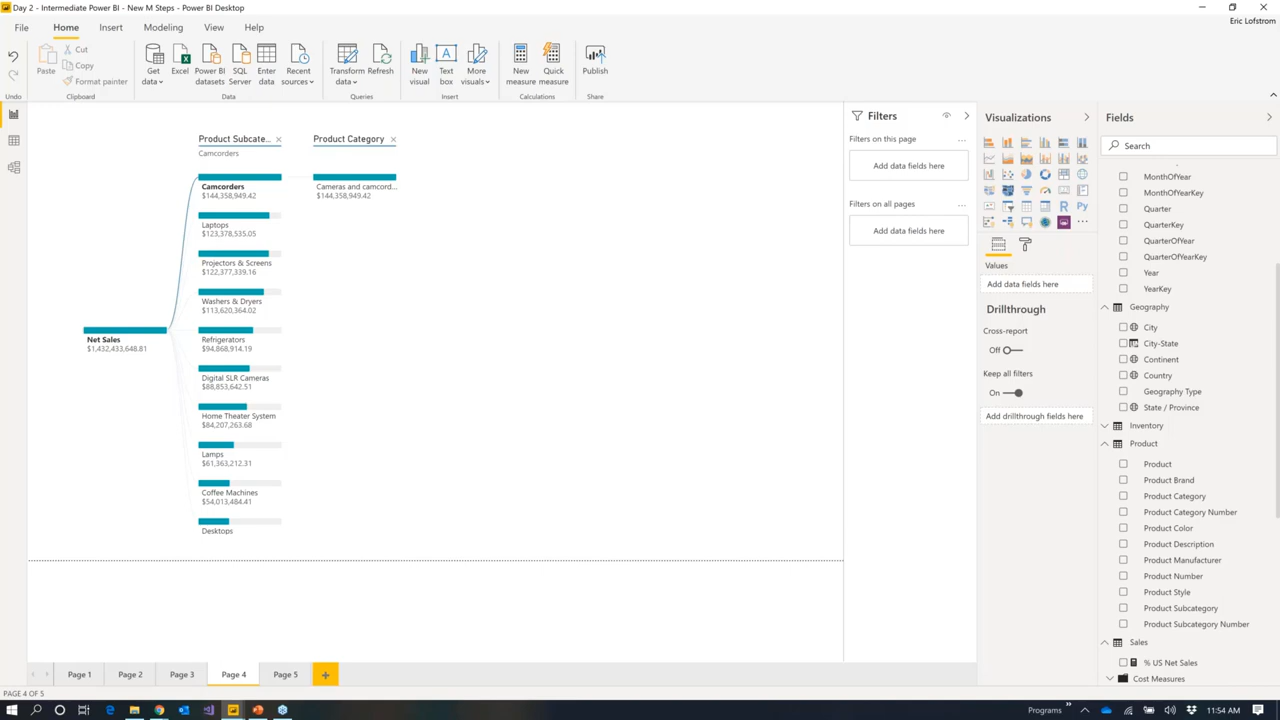 Day 2 - Intermediate Power BI - New M Steps - Power BI Desktop
Eric Lofstrom
File Home Insert Modeling View Help
Paste
Cut
Copy
Format painter
Get data
Excel
Power BI datasets
SQL Server
Enter data
Recent sources
Transform data
Refresh
New visual
Text box
More visuals
New measure
Quick measure
Publish
Undo
Clipboard
Data
Queries
Insert
Calculations
Share
Product Subcate...
Camcorders
Product Category
Camcorders
$144,358,949.42
Cameras and camcord...
$144,358,949.42
Laptops
$123,378,535.05
Projectors & Screens
$122,377,339.16
Washers & Dryers
$113,620,364.02
Net Sales
$1,432,433,648.81
Refrigerators
$94,868,914.19
Digital SLR Cameras
$88,853,642.51
Home Theater System
$84,207,263.68
Lamps
$61,363,212.31
Coffee Machines
$54,013,484.41
Desktops
Filters
Filters on this page
...
Add data fields here
Filters on all pages
...
Add data fields here
Visualizations
R
Py
...
Values
Add data fields here
Drillthrough
Cross-report
Off
Keep all filters
On
Add drillthrough fields here
Fields
Search
MonthOfYear
MonthOfYearKey
Quarter
QuarterKey
QuarterOfYear
QuarterOfYearKey
Year
YearKey
Geography
City
City-State
Continent
Country
Geography Type
State / Province
Inventory
Product
Product
Product Brand
Product Category
Product Category Number
Product Color
Product Description
Product Manufacturer
Product Number
Product Style
Product Subcategory
Product Subcategory Number
Sales
% US Net Sales
Cost Measures
Page 1 Page 2 Page 3 Page 4 Page 5 +
PAGE 4 OF 5
Programs
11:54 AM